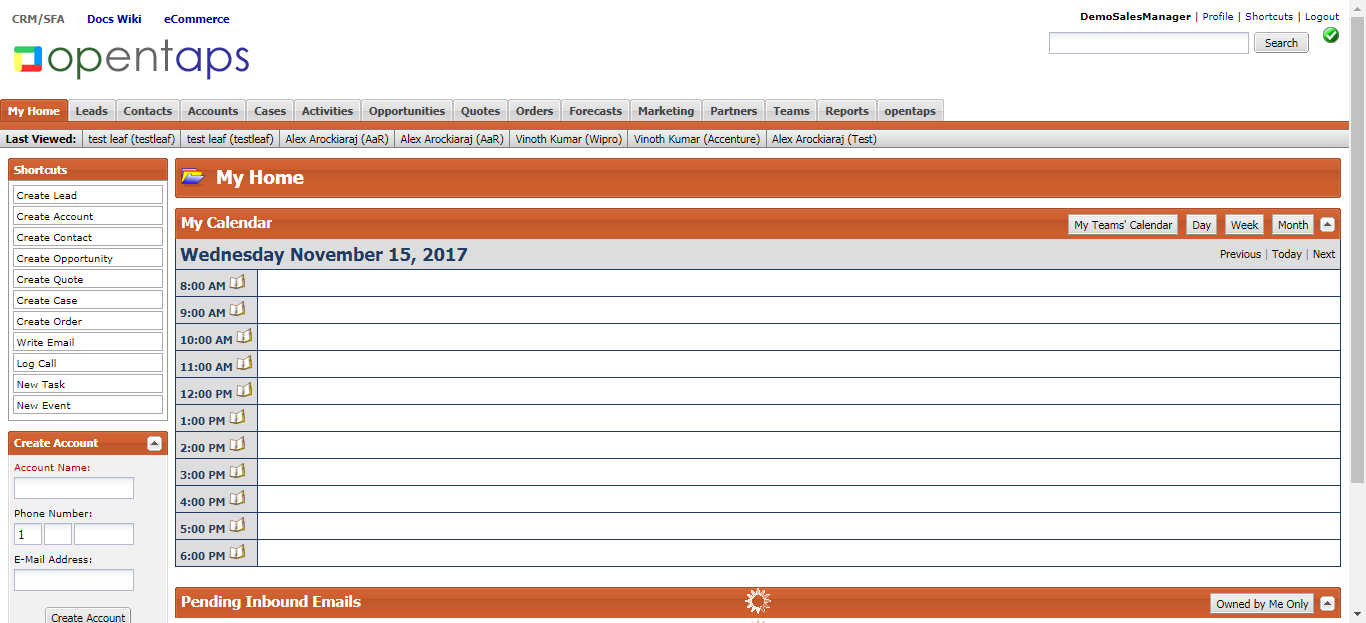 CRM/SFA Docs Wiki eCommerce
DemoSalesManager | Profile | Shortcuts | Logout
opentaps
Search
My Home Leads Contacts Accounts Cases Activities Opportunities Quotes Orders Forecasts Marketing Partners Teams Reports opentaps
Last Viewed: test leaf (testleaf) test leaf (testleaf) Alex Arockiaraj (AaR) Alex Arockiaraj (AaR) Vinoth Kumar (Wipro) Vinoth Kumar (Accenture) Alex Arockiaraj (Test)
Shortcuts
Create Lead
Create Account
Create Contact
Create Opportunity
Create Quote
Create Case
Create Order
Write Email
Log Call
New Task
New Event
Create Account
Account Name:
Phone Number:
1
E-Mail Address:
Create Account
My Home
My Calendar
My Teams' Calendar Day Week Month
Wednesday November 15, 2017
Previous | Today | Next
8:00 AM
9:00 AM
10:00 AM
11:00 AM
12:00 PM
1:00 PM
2:00 PM
3:00 PM
4:00 PM
5:00 PM
6:00 PM
Pending Inbound Emails
Owned by Me Only